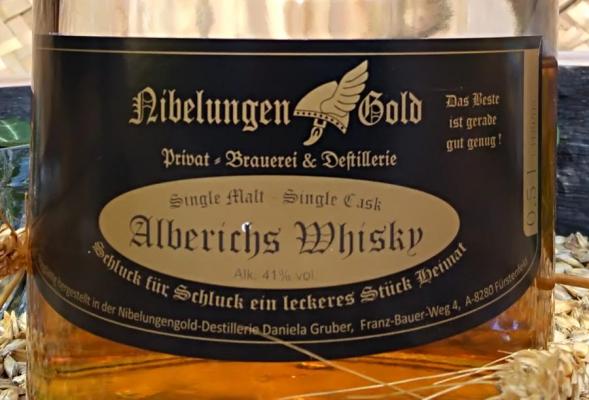 Nibelungen Gold
Privat - Brauerei & Destillerie
Das Beste
ist gerade
gut genug !
Single Malt - Single Cask
Alberichs Whisky
Alk. 41% vol.
Schluck für Schluck ein leckeres Stück Heimat
hergestellt in der Nibelungengold-Destillerie Daniela Gruber, Franz-Bauer-Weg 4, A-8280 Fürstenfeld
0,5 L